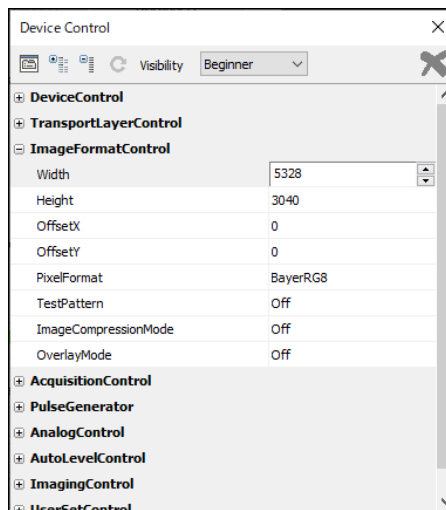 Device Control
Visibility Beginner
DeviceControl
TransportLayerControl
ImageFormatControl
Width 5328
Height 3040
OffsetX 0
OffsetY 0
PixelFormat BayerRG8
TestPattern Off
ImageCompressionMode Off
OverlayMode Off
AcquisitionControl
PulseGenerator
AnalogControl
AutoLevelControl
ImagingControl
UserSetControl